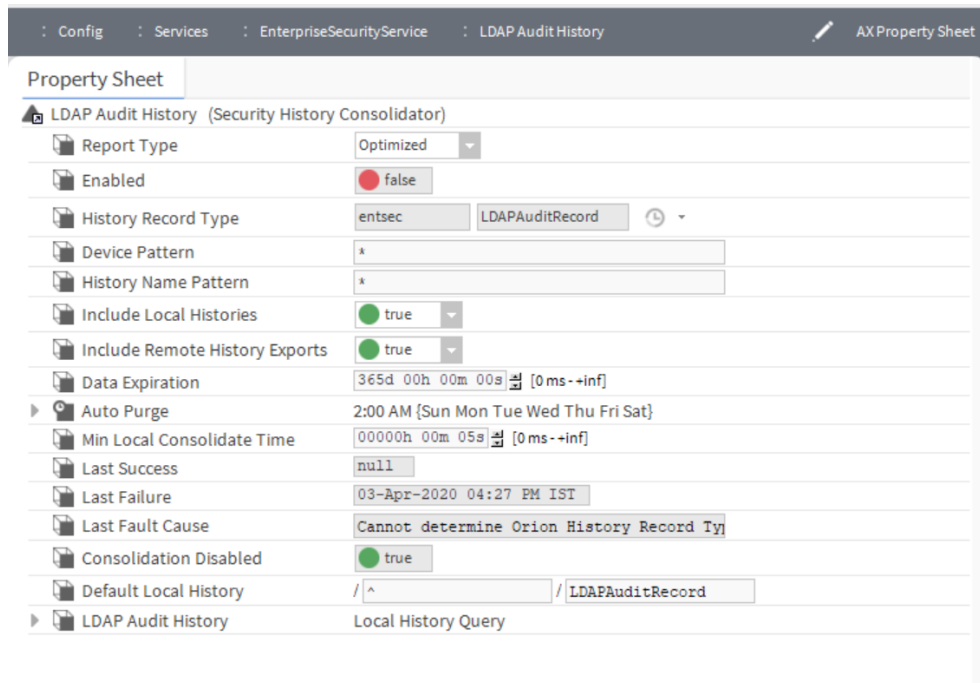 : Config : Services : EnterpriseSecurityService : LDAP Audit History AX Property Sheet
Property Sheet
LDAP Audit History (Security History Consolidator)
Report Type Optimized
Enabled false
History Record Type entsec LDAPAuditRecord
Device Pattern *
History Name Pattern *
Include Local Histories true
Include Remote History Exports true
Data Expiration 365d 00h 00m 00s [0 ms - +inf]
Auto Purge 2:00 AM {Sun Mon Tue Wed Thu Fri Sat}
Min Local Consolidate Time 00000h 00m 05s [0 ms - +inf]
Last Success null
Last Failure 03-Apr-2020 04:27 PM IST
Last Fault Cause Cannot determine Orion History Record Typ
Consolidation Disabled true
Default Local History / ^ / LDAPAuditRecord
LDAP Audit History Local History Query